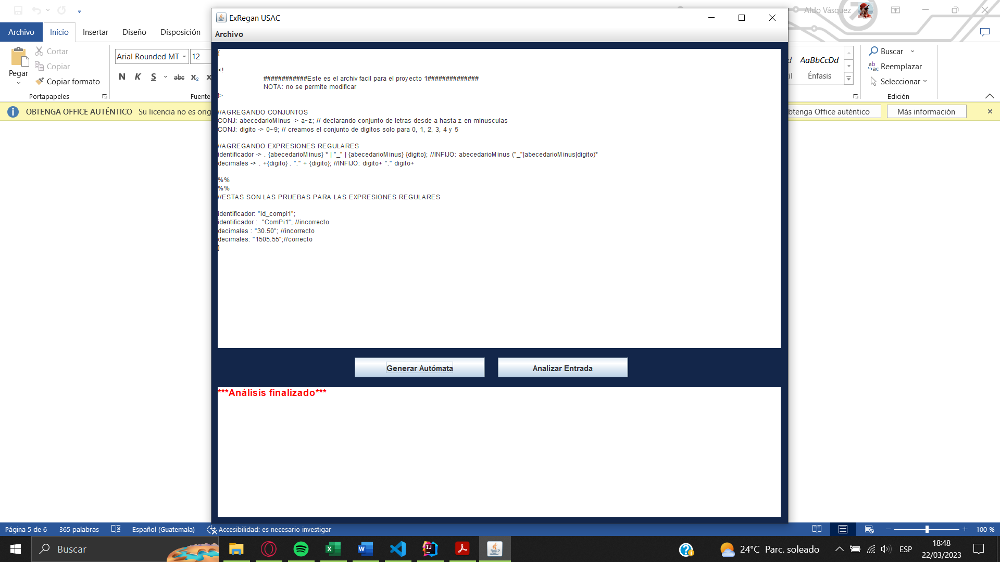 Aldo Vásquez
ExRegan USAC
Archivo
Archivo Inicio Insertar Diseño Disposición
Pegar
Cortar
Copiar
Copiar formato
Portapapeles
Arial Rounded MT 12
N K S abc x₂ x
Fuente
AaBbCcDd
Énfasis
Buscar
Reemplazar
Seleccionar
Edición
OBTENGA OFFICE AUTÉNTICO Su licencia no es orig
btenga Office auténtico
Más información
{
<!
############Este es el archiv facil para el proyecto 1##############
NOTA: no se permite modificar
!>
//AGREGANDO CONJUNTOS
CONJ: abecedarioMinus -> a~z; // declarando conjunto de letras desde a hasta z en minusculas
CONJ: digito -> 0~9; // creamos el conjunto de digitos solo para 0, 1, 2, 3, 4 y 5
//AGREGANDO EXPRESIONES REGULARES
identificador -> . {abecedarioMinus} * | "_" | {abecedarioMinus} {digito}; //INFIJO: abecedarioMinus ("_"|abecedarioMinus|digito)*
decimales -> . +{digito} . "." + {digito}; //INFIJO: digito+ "." digito+
%%
%%
//ESTAS SON LAS PRUEBAS PARA LAS EXPRESIONES REGULARES
identificador: "id_compi1";
identificador : "ComPi1"; //incorrecto
decimales : "30.50"; //incorrecto
decimales: "1505.55";//correcto
}
Generar Autómata
Analizar Entrada
***Análisis finalizado***
Página 5 de 6 365 palabras Español (Guatemala) Accesibilidad: es necesario investigar 100 %
Buscar
24°C Parc. soleado
ESP
18:48
22/03/2023